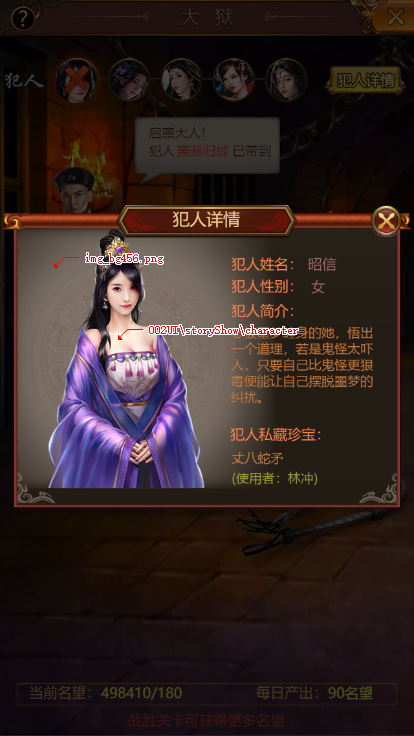 ?
大 狱
犯人
犯人详情
启禀大人!
犯人 斋藤归蝶 已带到
犯人详情
img_bg456.png
犯人姓名: 昭信
犯人性别: 女
犯人简介:
002UI\storyShow\character
身的她,悟出
一个道理,若是鬼怪太吓
人,只要自己比鬼怪更狠
毒便能让自己摆脱噩梦的
纠扰。
犯人私藏珍宝:
丈八蛇矛
(使用者:林冲)
当前名望: 498410/180
每日产出: 90名望
战胜关卡可获得更多名望